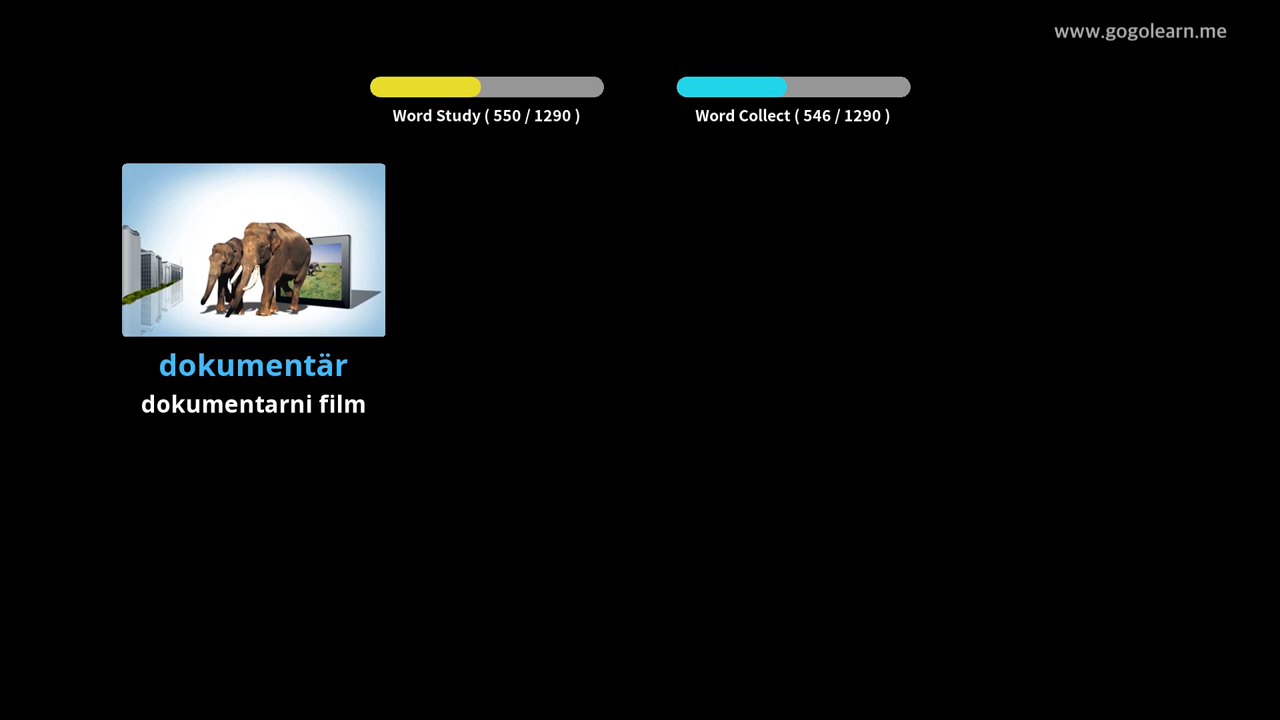 www.gogolearn.me
Word Study ( 550 / 1290 )
Word Collect ( 546 / 1290 )
dokumentär
dokumentarni film